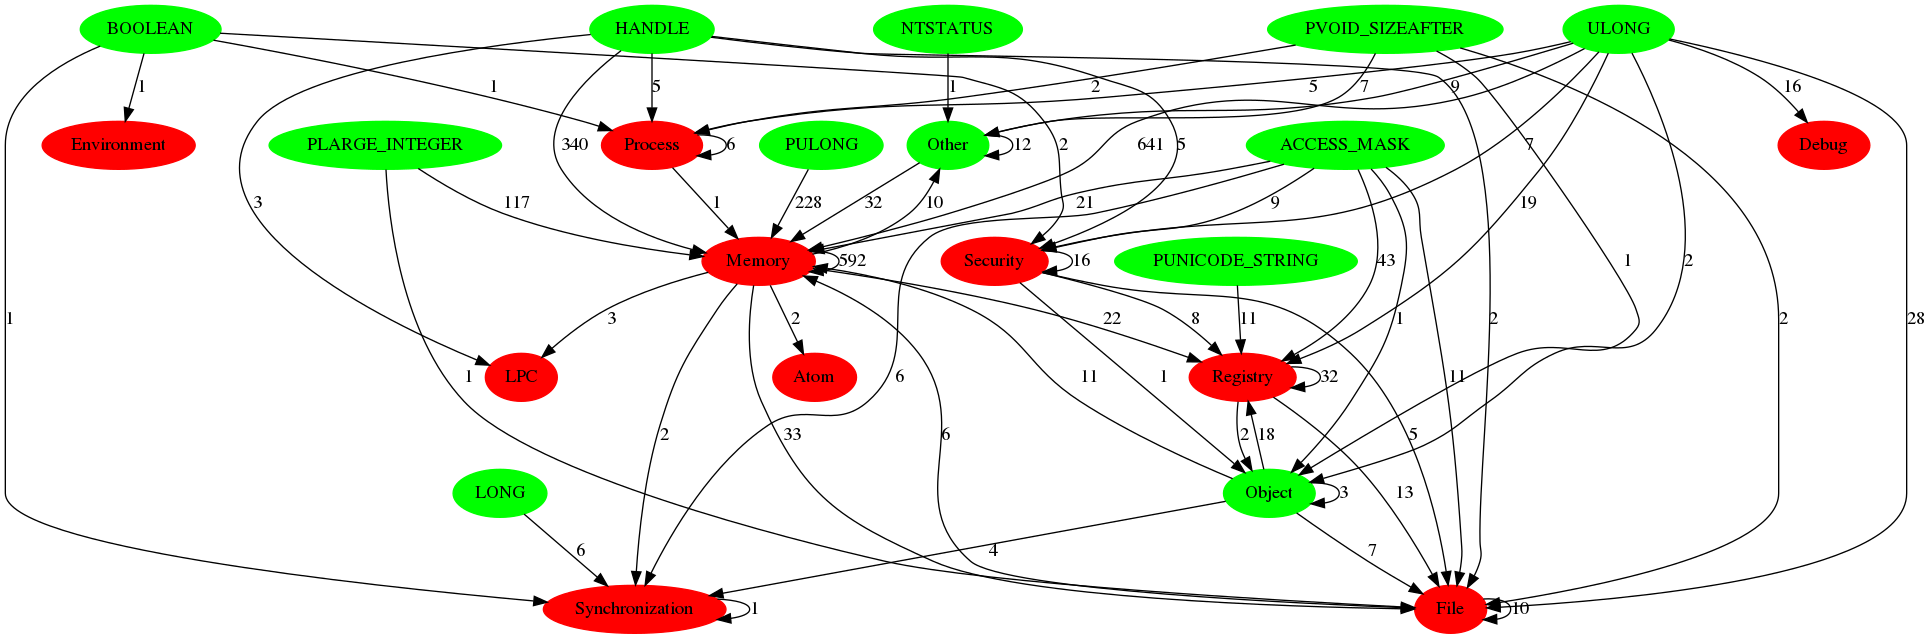 BOOLEAN
HANDLE
NTSTATUS
PVOID_SIZEAFTER
ULONG
1
1
5
2
1
5
7
9
16
Environment
PLARGE_INTEGER
Process
6
PULONG
Other
12
ACCESS_MASK
Debug
340
641
2
5
7
3
117
1
228
32
10
21
9
19
Memory
592
Security
16
PUNICODE_STRING
43
1
2
1
3
2
22
8
11
1
2
2
28
LPC
Atom
Registry
32
1
6
11
1
11
2
33
6
2
18
5
13
LONG
Object
3
6
4
7
Synchronization
1
File
10